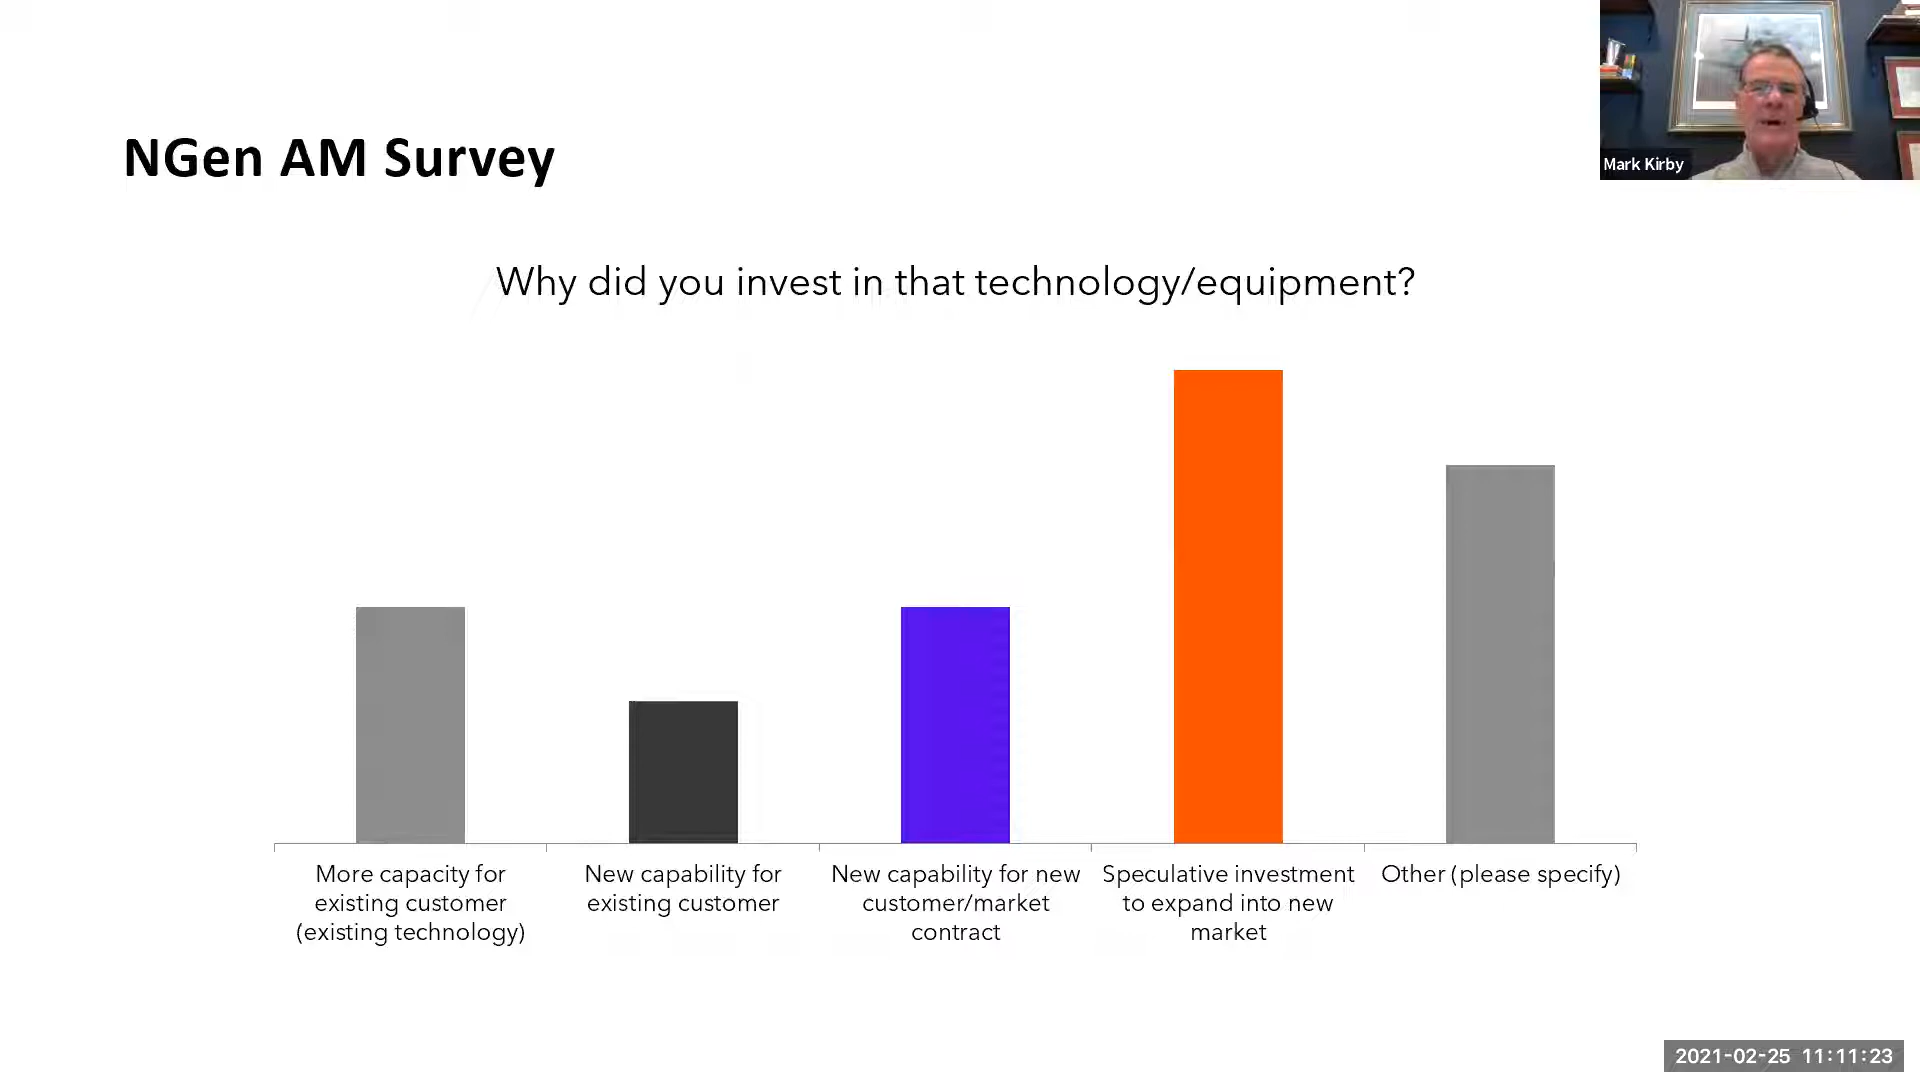 NGen AM Survey
Mark Kirby
Why did you invest in that technology/equipment?
More capacity for
existing customer
(existing technology)
New capability for
existing customer
New capability for new
customer/market
contract
Speculative investment
to expand into new
market
Other (please specify)
2021-02-25 11:11:23